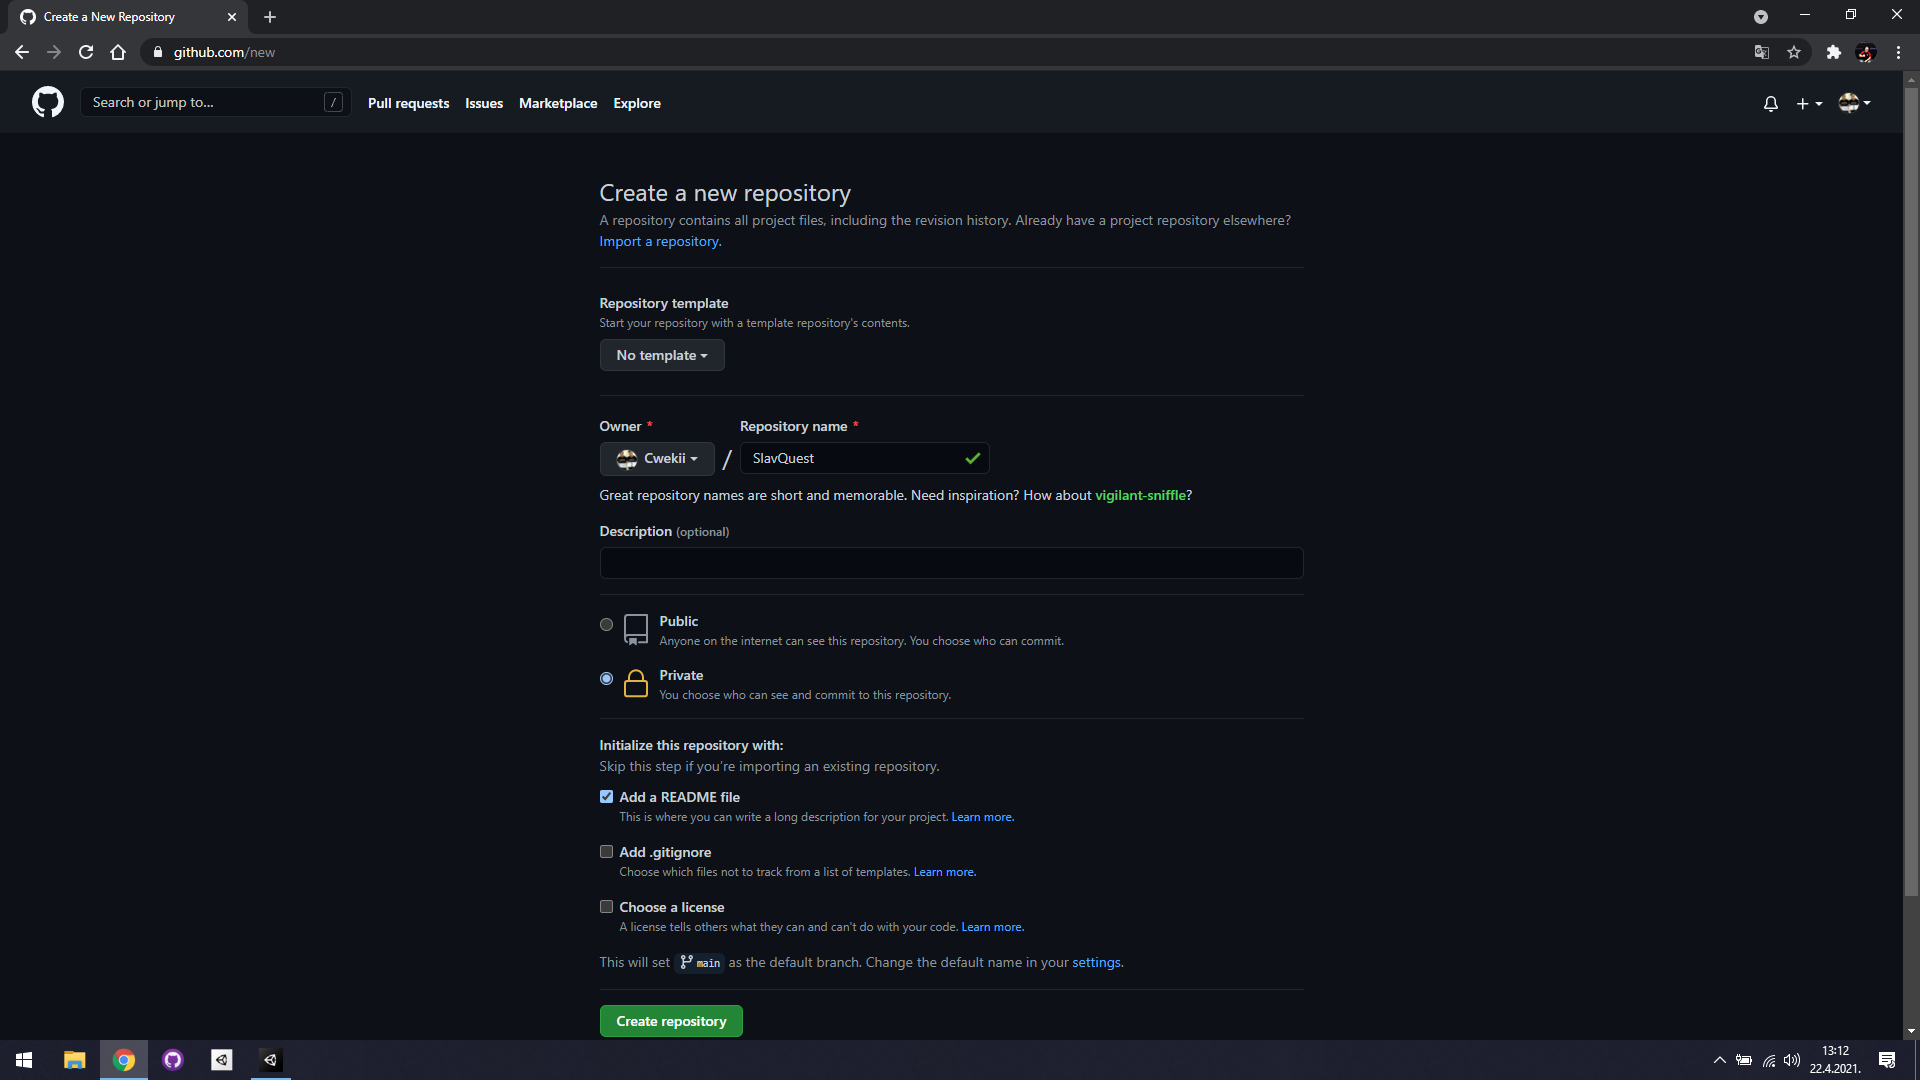 Create a New Repository
github.com/new
Search or jump to...
/
Pull requests
Issues
Marketplace
Explore
Create a new repository
A repository contains all project files, including the revision history. Already have a project repository elsewhere?
Import a repository.
Repository template
Start your repository with a template repository's contents.
No template
Owner *
Repository name *
Cwekii
/
SlavQuest
Great repository names are short and memorable. Need inspiration? How about vigilant-sniffle?
Description (optional)
Public
Anyone on the internet can see this repository. You choose who can commit.
Private
You choose who can see and commit to this repository.
Initialize this repository with:
Skip this step if you're importing an existing repository.
Add a README file
This is where you can write a long description for your project. Learn more.
Add .gitignore
Choose which files not to track from a list of templates. Learn more.
Choose a license
A license tells others what they can and can't do with your code. Learn more.
This will set main as the default branch. Change the default name in your settings.
Create repository
13:12
22.4.2021.